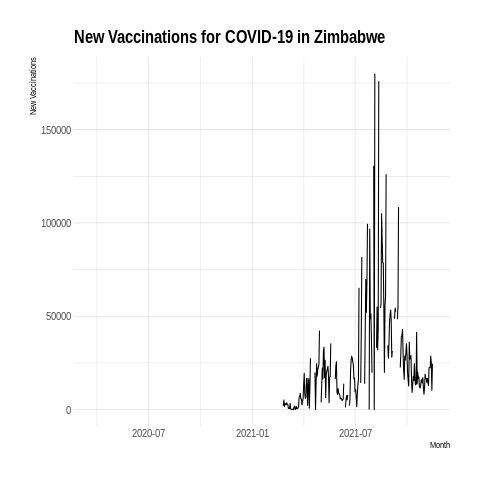 New Vaccinations for COVID-19 in Zimbabwe
New Vaccinations
150000
100000
50000
0
2020-07
2021-01
2021-07
Month